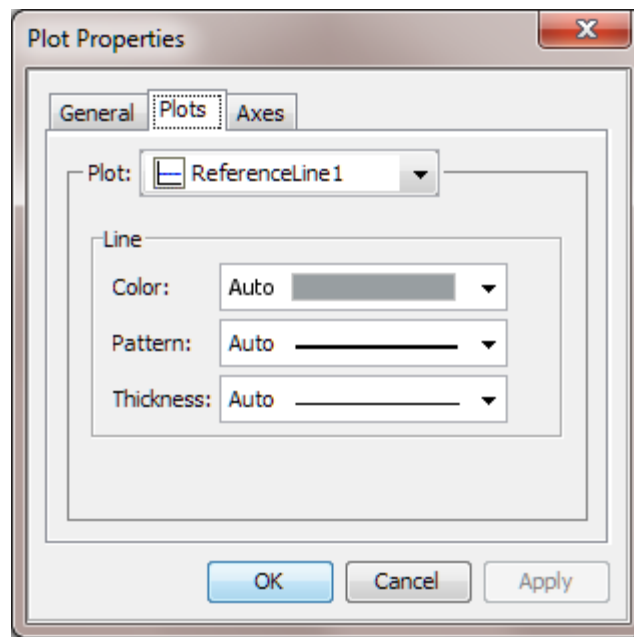 Plot Properties
General Plots Axes
Plot: ReferenceLine1
Line
Color: Auto
Pattern: Auto
Thickness: Auto
OK Cancel Apply